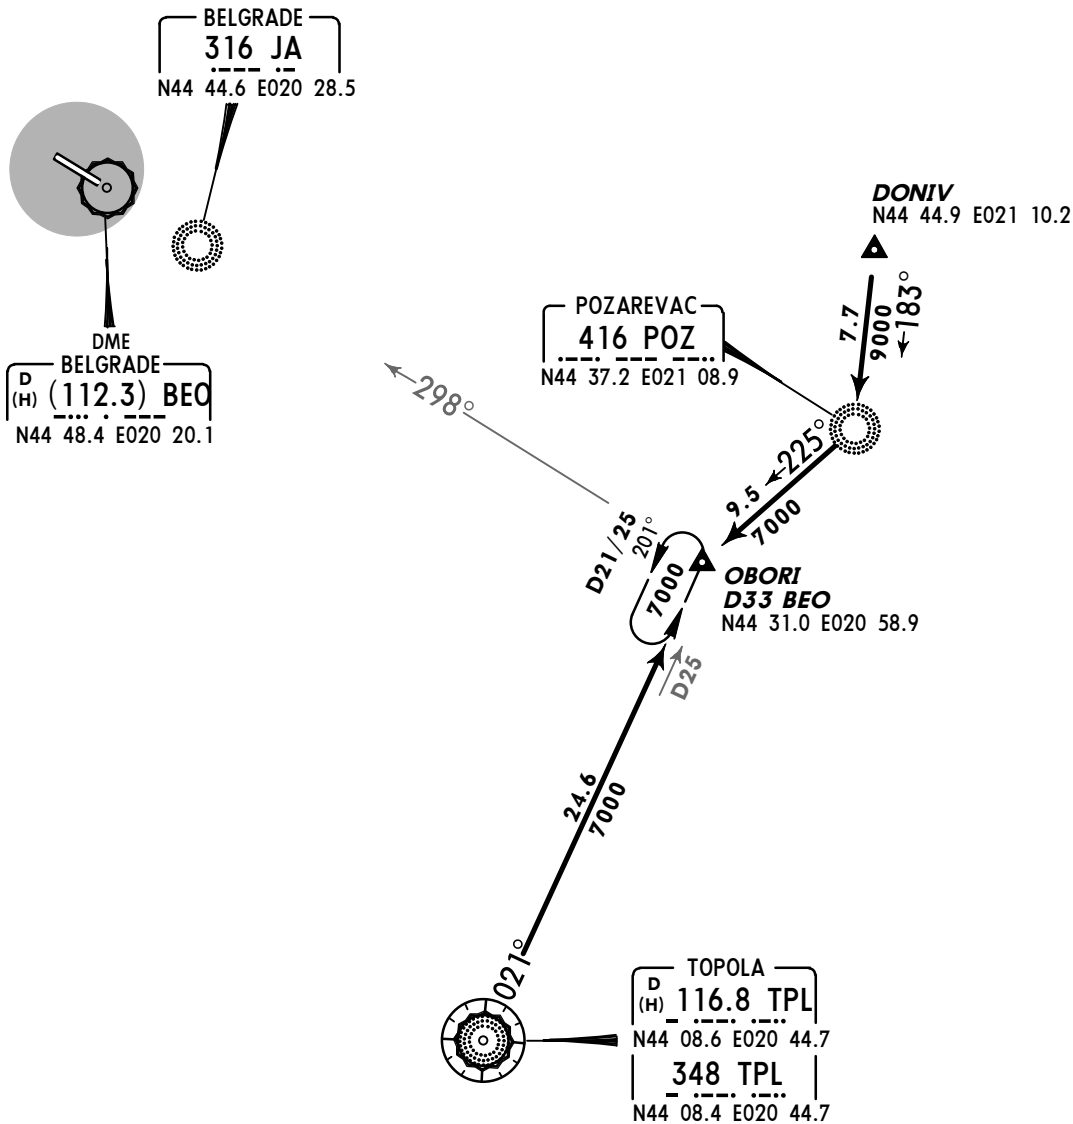 BELGRADE
316 JA
N44 44.6 E020 28.5
DONIV
N44 44.9 E021 10.2
7.7
9000
183°
POZAREVAC
416 POZ
N44 37.2 E021 08.9
DME
BELGRADE
D
(H) (112.3) BEO
N44 48.4 E020 20.1
298°
225°
9.5
7000
D21/25
201°
7000
OBORI
D33 BEO
N44 31.0 E020 58.9
D25
24.6
7000
021°
TOPOLA
D
(H) 116.8 TPL
N44 08.6 E020 44.7
348 TPL
N44 08.4 E020 44.7